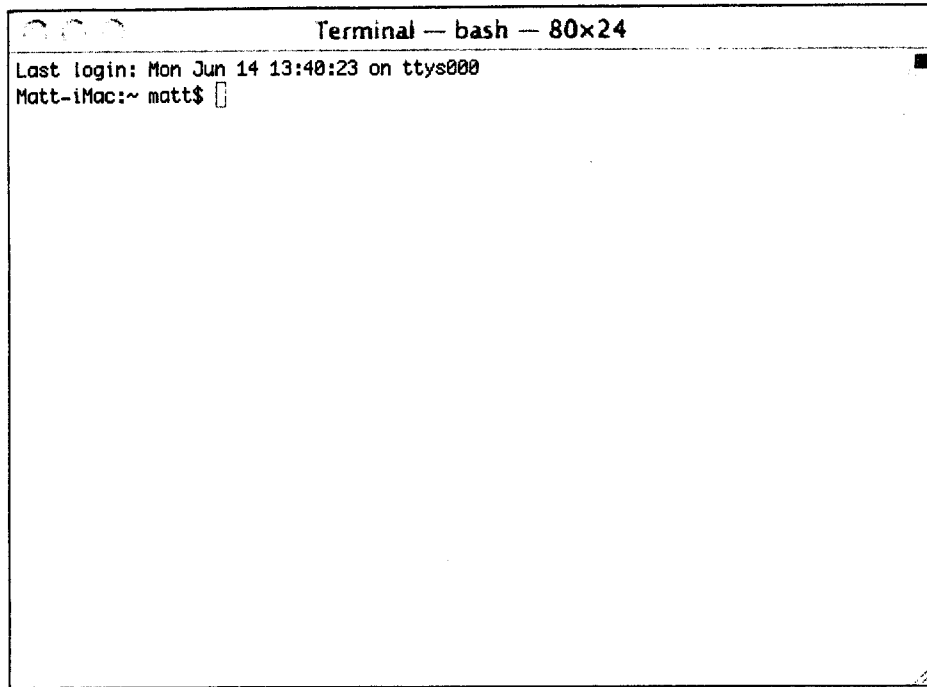 Terminal — bash — 80×24
Last login: Mon Jun 14 13:40:23 on ttys000
Matt-iMac:~ matt$